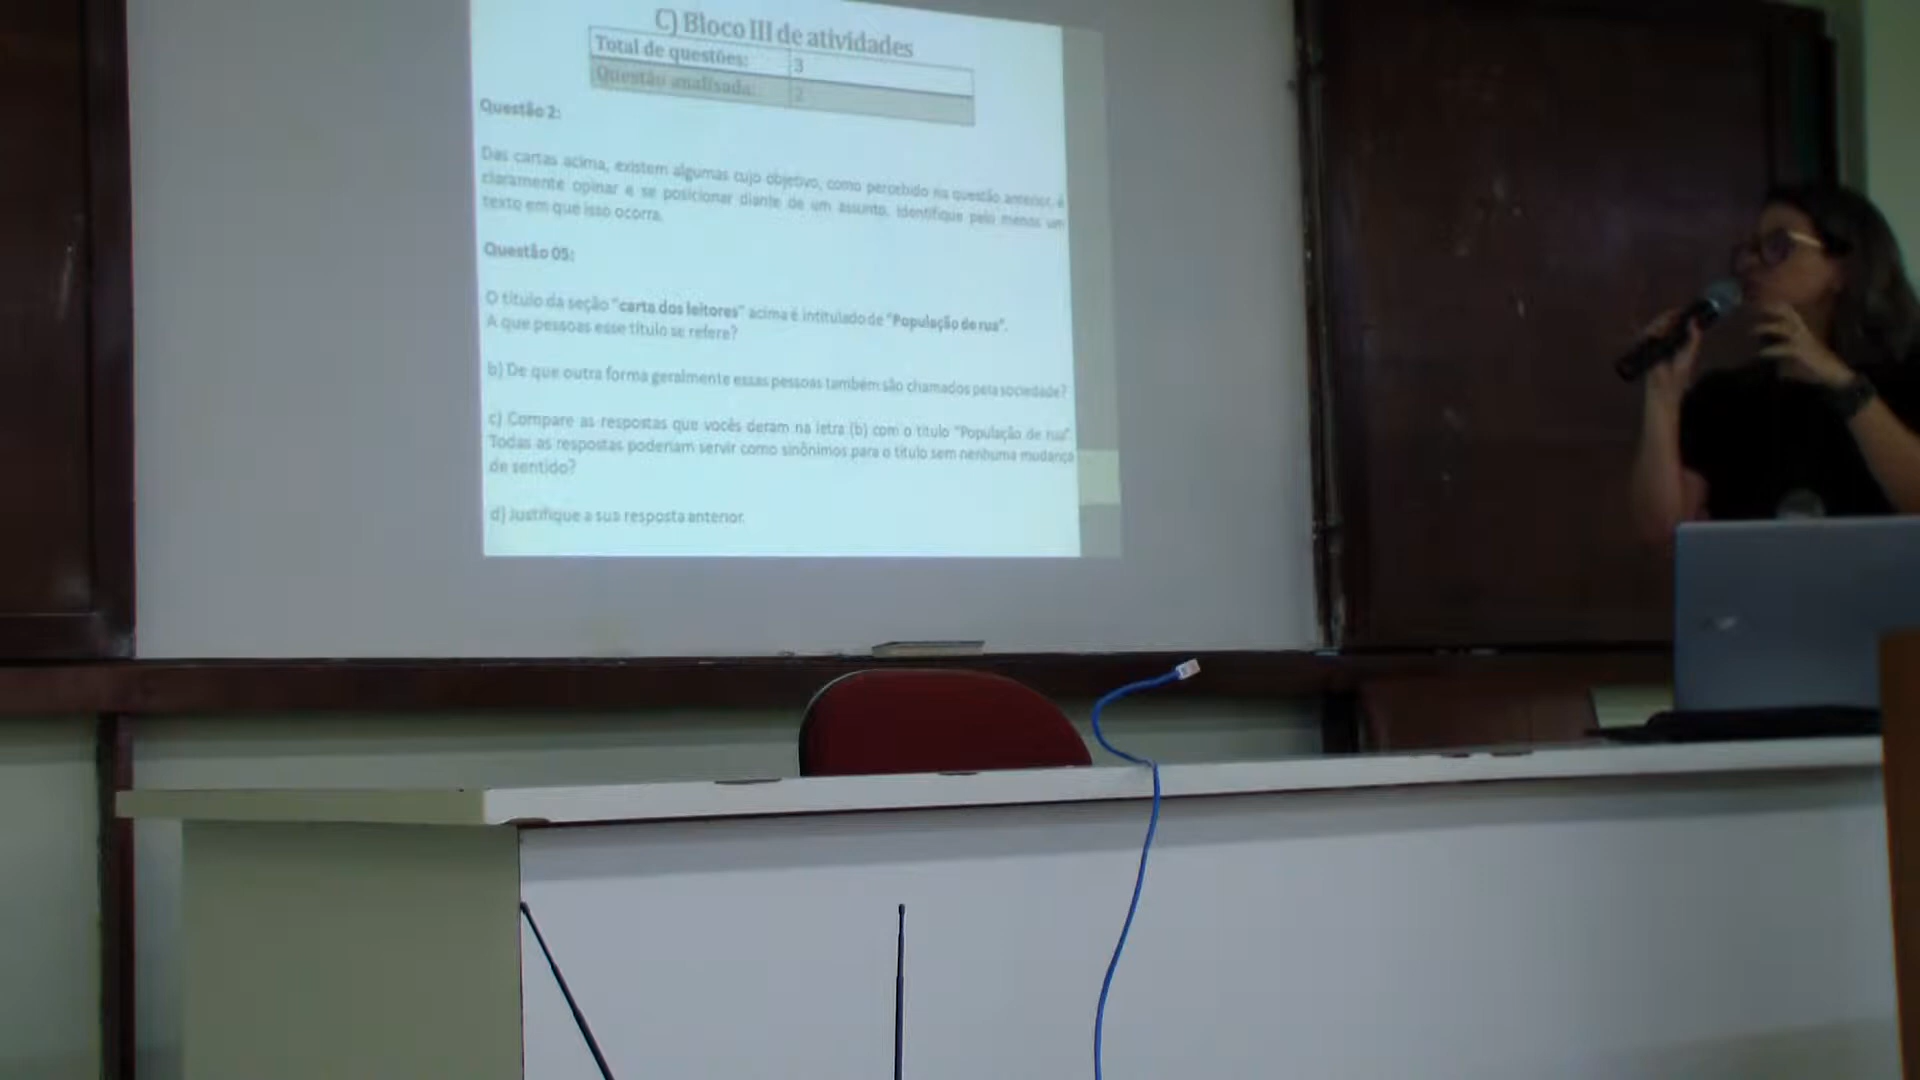 C) Bloco III de atividades
Total de questões: 3
Questão analisada: 2
Questão 2:
Das cartas acima, existem algumas cujo objetivo, como percebido na questão anterior, é
claramente opinar e se posicionar diante de um assunto. Identifique pelo menos um
texto em que isso ocorra.
Questão 05:
O título da seção "carta dos leitores" acima é intitulado de "População de rua".
A que pessoas esse título se refere?
b) De que outra forma geralmente essas pessoas também são chamados pela sociedade?
c) Compare as respostas que vocês deram na letra (b) com o título "População de rua".
Todas as respostas poderiam servir como sinônimos para o título sem nenhuma mudança
de sentido?
d) Justifique a sua resposta anterior.